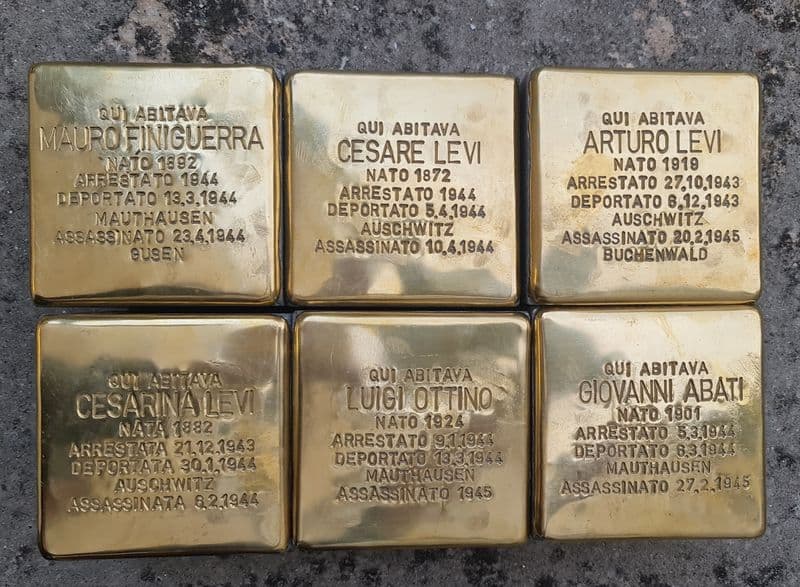 QUI ABITAVA
MAURO FINIGUERRA
NATO 1892
ARRESTATO 1944
DEPORTATO 13.3.1944
MAUTHAUSEN
ASSASSINATO 23.4.1944
GUSEN
QUI ABITAVA
CESARE LEVI
NATO 1872
ARRESTATO 1944
DEPORTATO 5.4.1944
AUSCHWITZ
ASSASSINATO 10.4.1944
QUI ABITAVA
ARTURO LEVI
NATO 1919
ARRESTATO 27.10.1943
DEPORTATO 6.12.1943
AUSCHWITZ
ASSASSINATO 20.2.1945
BUCHENWALD
QUI ABITAVA
CESARINA LEVI
NATA 1882
ARRESTATA 21.12.1943
DEPORTATA 30.1.1944
AUSCHWITZ
ASSASSINATA 6.2.1944
QUI ABITAVA
LUIGI OTTINO
NATO 1924
ARRESTATO 9.1.1944
DEPORTATO 13.3.1944
MAUTHAUSEN
ASSASSINATO 1945
QUI ABITAVA
GIOVANNI ABATI
NATO 1901
ARRESTATO 5.3.1944
DEPORTATO 6.3.1944
MAUTHAUSEN
ASSASSINATO 27.2.1945